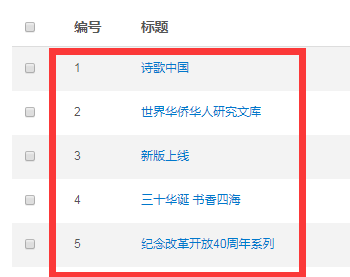 编号 标题
1 诗歌中国
2 世界华侨华人研究文库
3 新版上线
4 三十华诞 书香四海
5 纪念改革开放40周年系列